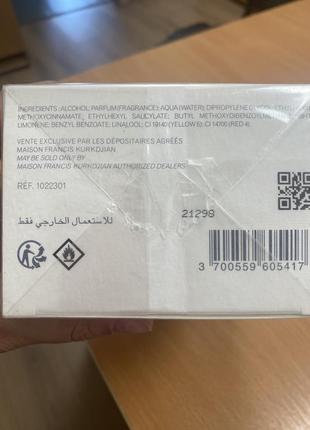 INGREDIENTS: ALCOHOL; PARFUM (FRAGRANCE); AQUA (WATER); DIPROPYLENE GLYCOL;
METHOXYCINNAMATE; ETHYLHEXYL SALICYLATE; BUTYL
LIMONENE; BENZYL BENZOATE; LINALOOL; CI 19140 (YELLOW 5); CI 14700 (RED 4).
VENTE EXCLUSIVE PAR LES DÉPOSITAIRES AGRÉÉS
MAISON FRANCIS KURKDJIAN
MAY BE SOLD ONLY BY
MAISON FRANCIS KURKDJIAN AUTHORIZED DEALERS
RÉF. 1022301
للاستعمال الخارجي فقط
21298
3 700559 605417